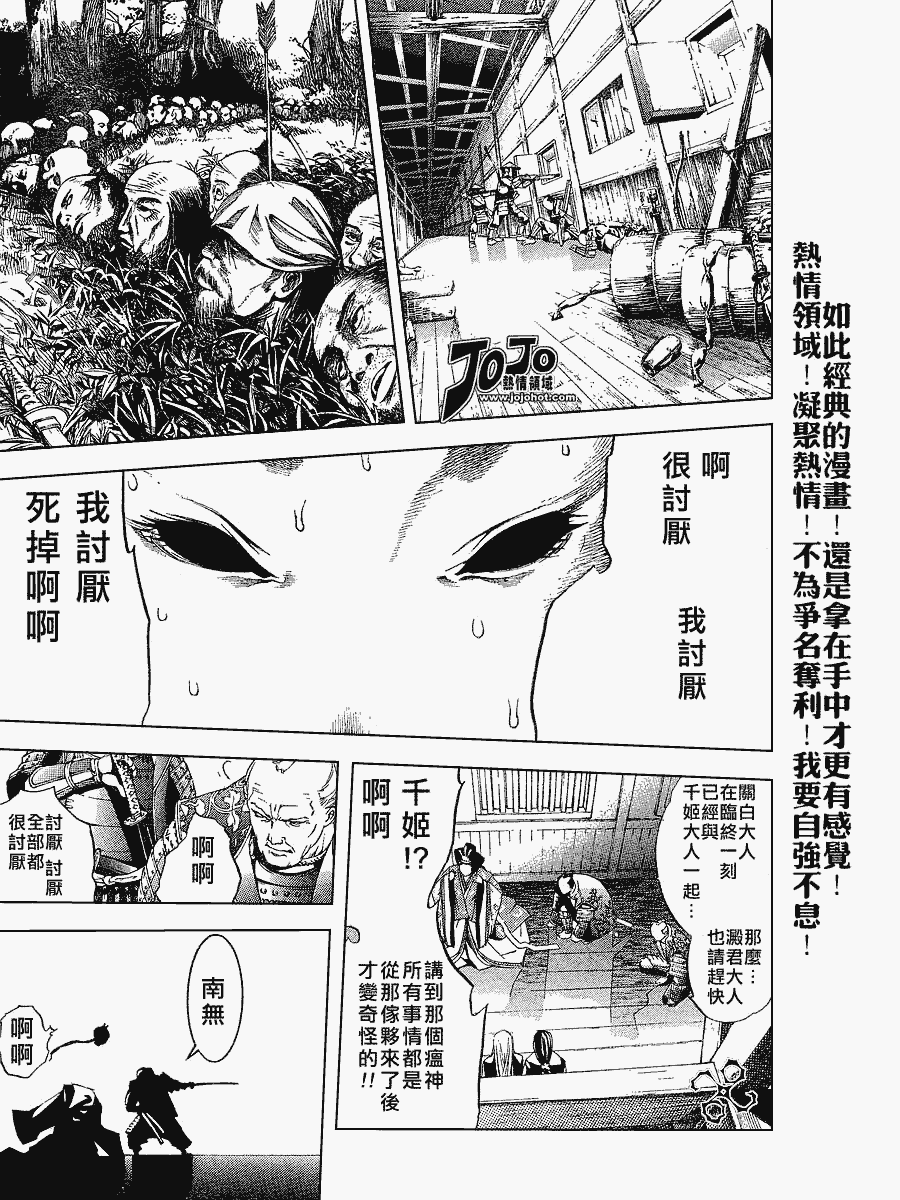 如此經典的漫畫！還是拿在手中才更有感覺！
熱情領域！凝聚熱情！不為爭名奪利！我要自強不息！
JOJO
熱情領域
www.jojohot.com
啊
很討厭
我討厭
我討厭
死掉啊啊
關白大人
在臨終一刻
已經與
千姬大人一起…
那麼…
澱君大人
也請趕快
千姬!?
啊啊
講到那個瘟神
所有事情都是
從那傢夥來了後
才變奇怪的!!
啊啊
討厭 討厭
全部都
很討厭
南無
啊啊